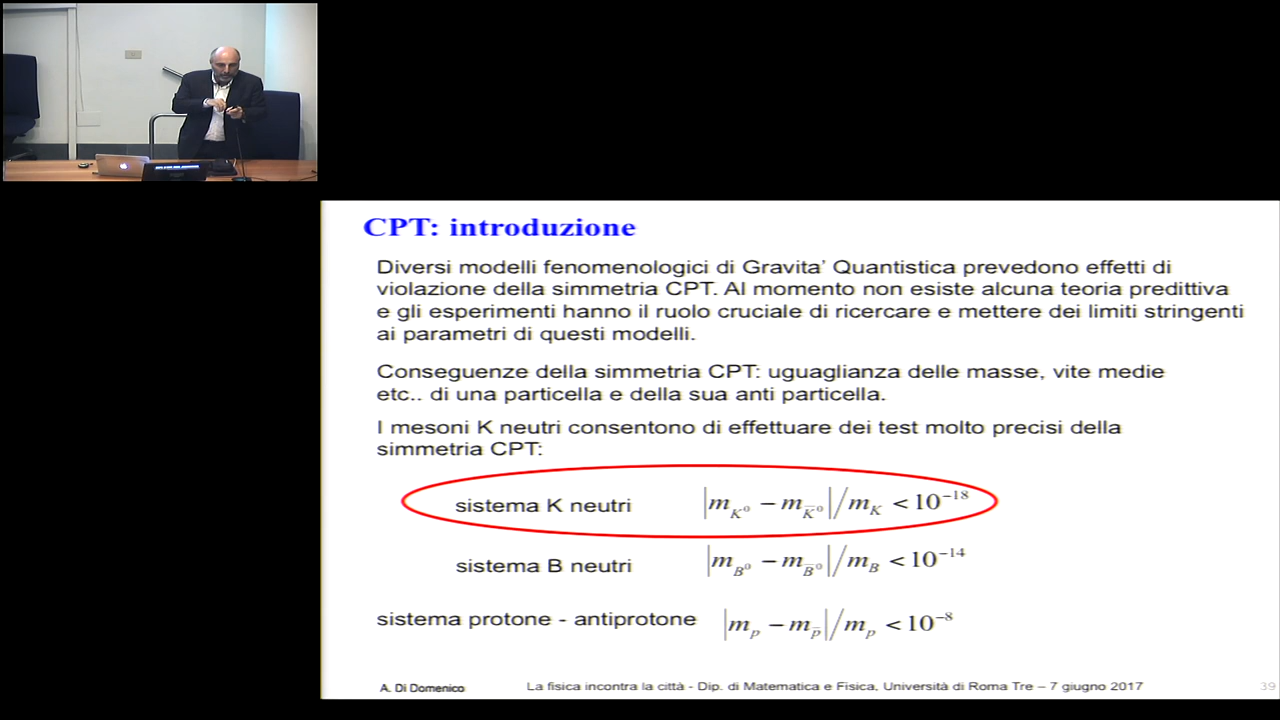 CPT: introduzione
Diversi modelli fenomenologici di Gravita’ Quantistica prevedono effetti di
violazione della simmetria CPT. Al momento non esiste alcuna teoria predittiva
e gli esperimenti hanno il ruolo cruciale di ricercare e mettere dei limiti stringenti
ai parametri di questi modelli.
Conseguenze della simmetria CPT: uguaglianza delle masse, vite medie
etc.. di una particella e della sua anti particella.
I mesoni K neutri consentono di effettuare dei test molto precisi della
simmetria CPT:
sistema K neutri |m_{K⁰} − m_{K̅⁰}|/m_K < 10⁻¹⁸
sistema B neutri |m_{B⁰} − m_{B̅⁰}|/m_B < 10⁻¹⁴
sistema protone - antiprotone |m_p − m_{p̅}|/m_p < 10⁻⁸
A. Di Domenico La fisica incontra la città - Dip. di Matematica e Fisica, Università di Roma Tre – 7 giugno 2017 39